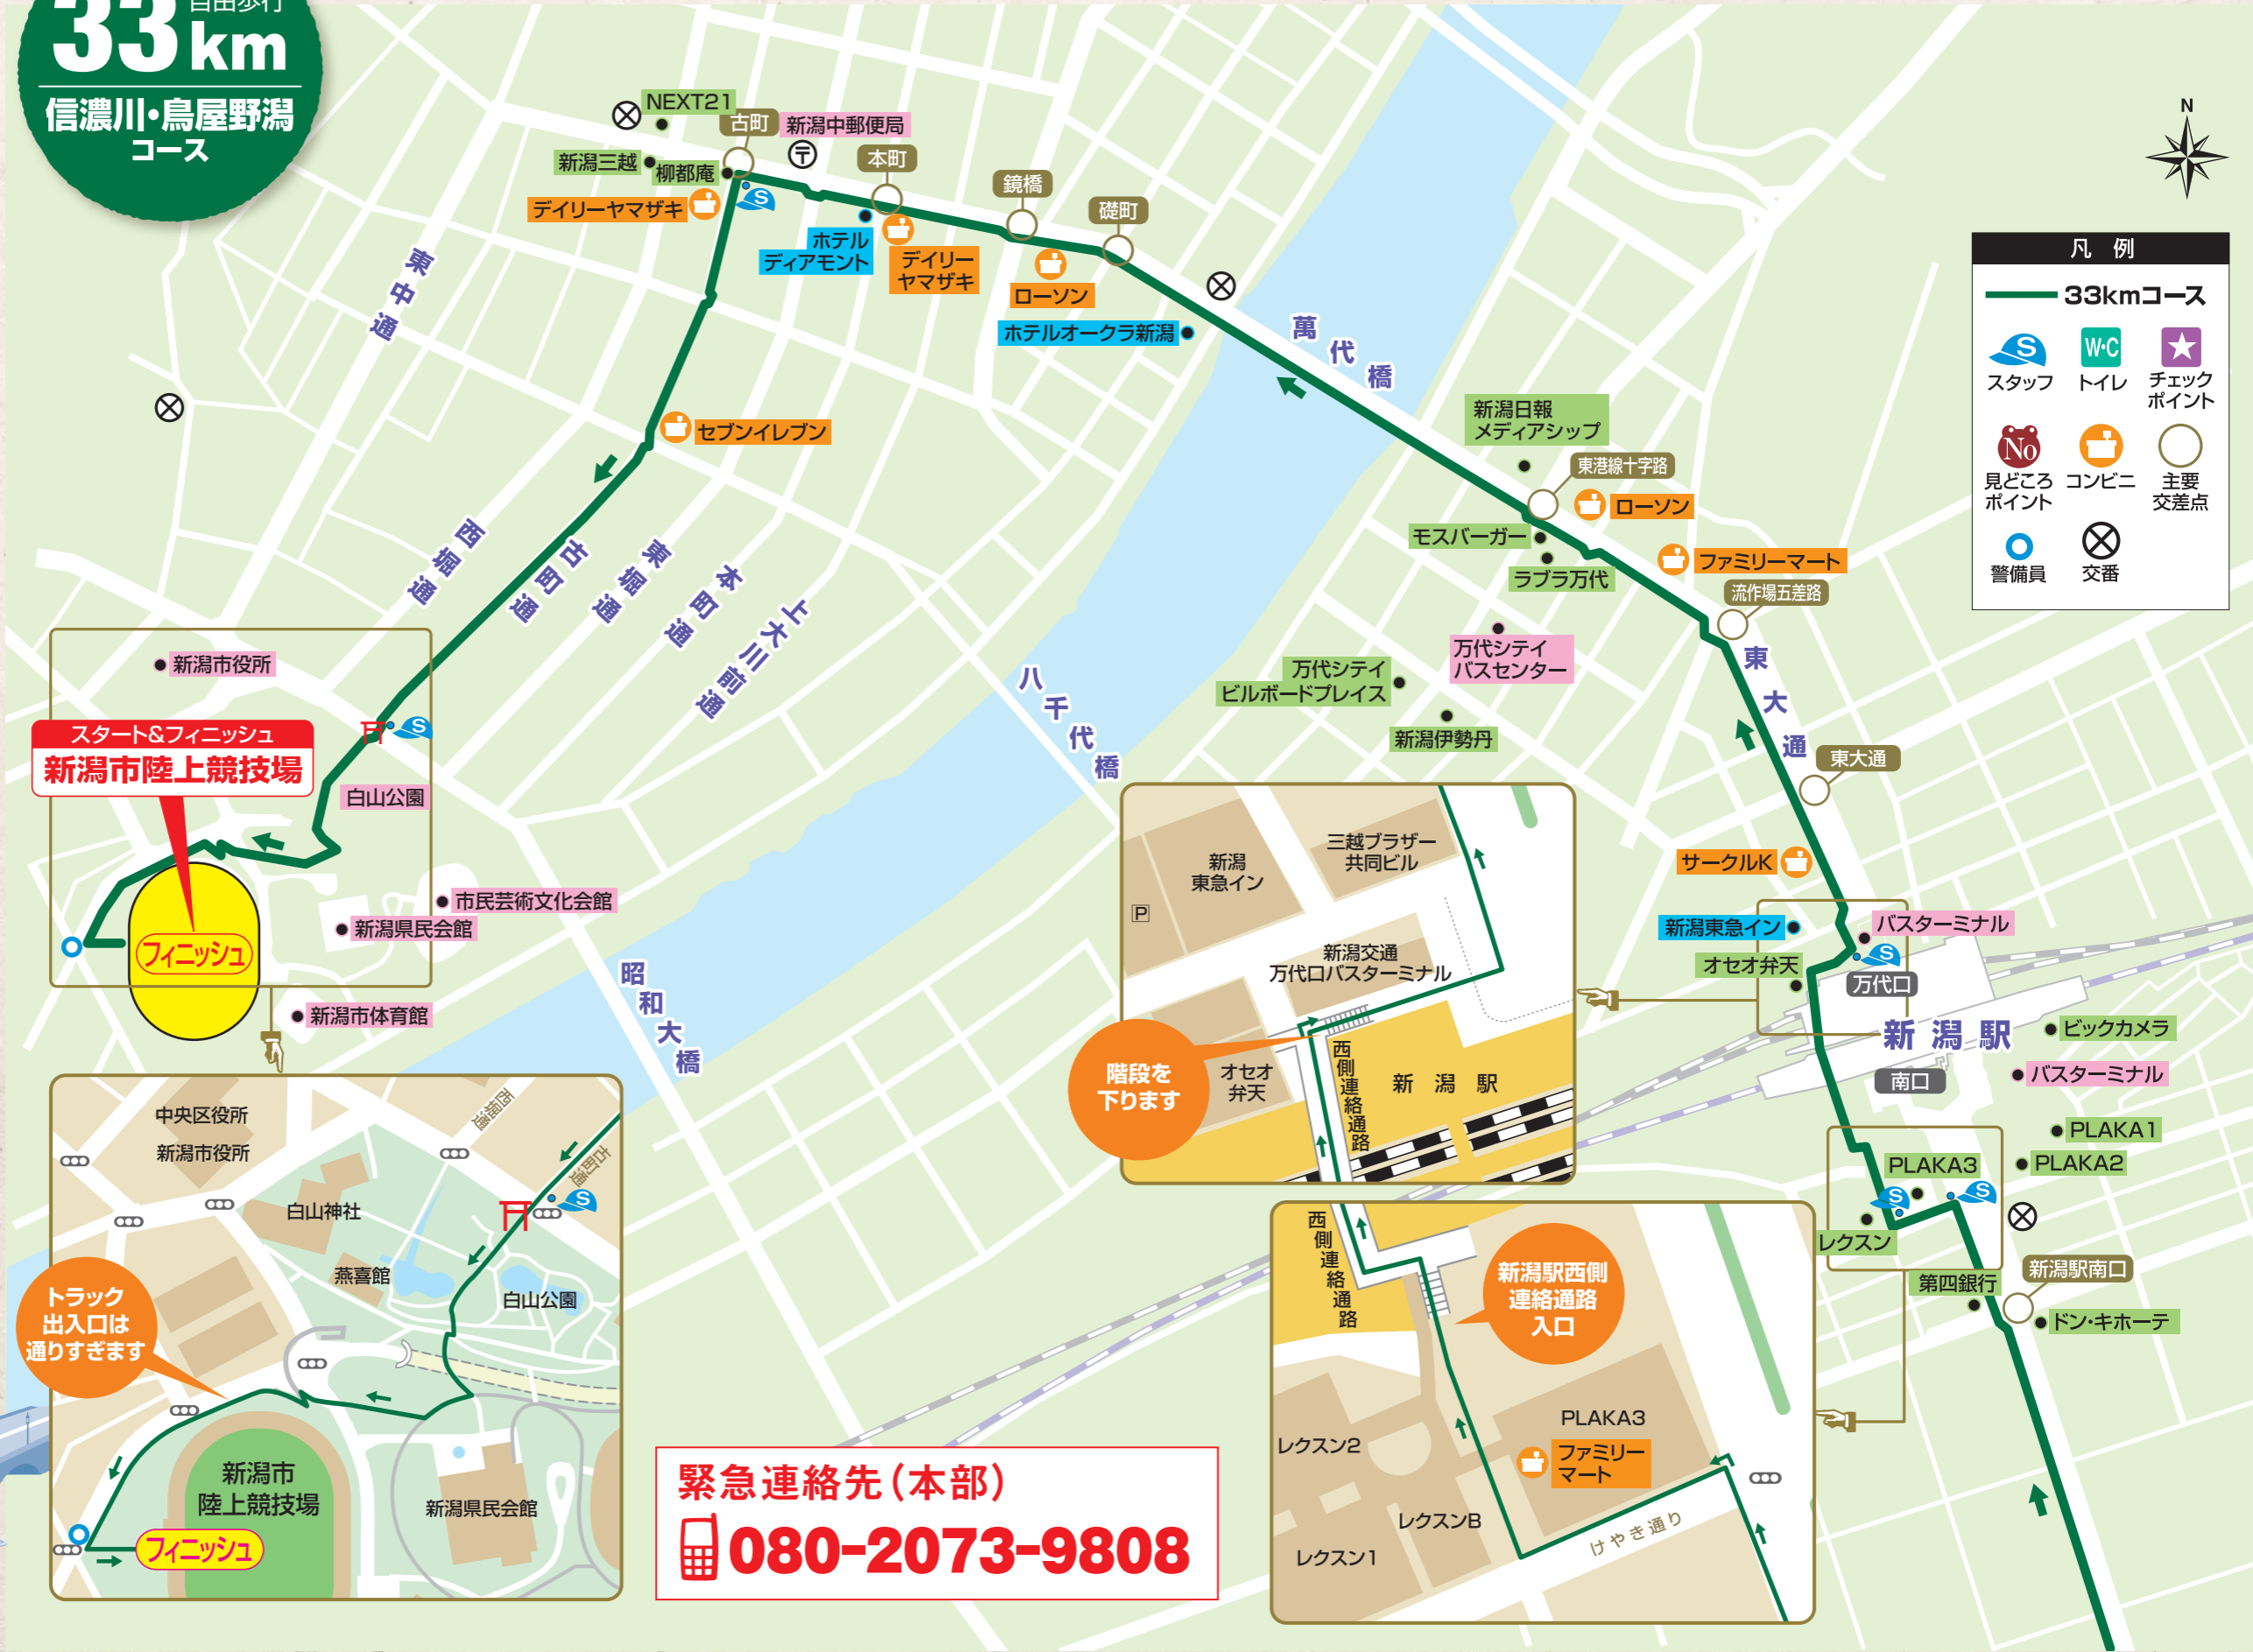 33
自由歩行
km
信濃川・鳥屋野潟
コース
N
凡 例
33kmコース
S
スタッフ
W・C
トイレ
チェック
ポイント
No
見どころ
ポイント
コンビニ
主要
交差点
警備員
交番
NEXT21
古町
新潟中郵便局
〒
本町
鏡橋
礎町
新潟三越
柳都庵
デイリーヤマザキ
S
ホテル
ディアモント
デイリー
ヤマザキ
ローソン
ホテルオークラ新潟
萬代橋
東中通
セブンイレブン
西堀通
古町通
東堀通
本町通
上大川前通
八千代橋
昭和大橋
新潟日報
メディアシップ
東港線十字路
ローソン
モスバーガー
ラブラ万代
ファミリーマート
流作場五差路
万代シテイ
バスセンター
万代シテイ
ビルボードプレイス
新潟伊勢丹
東大通
東大通
サークルK
新潟東急イン
バスターミナル
S
オセオ弁天
万代口
新潟駅
南口
ビックカメラ
バスターミナル
PLAKA1
PLAKA2
PLAKA3
S
S
レクスン
第四銀行
新潟駅南口
ドン・キホーテ
新潟市役所
スタート&フィニッシュ
新潟市陸上競技場
S
白山公園
フィニッシュ
市民芸術文化会館
新潟県民会館
新潟市体育館
中央区役所
新潟市役所
西堀通
古町通
S
白山神社
燕喜館
白山公園
トラック
出入口は
通りすぎます
新潟市
陸上競技場
新潟県民会館
フィニッシュ
新潟
東急イン
三越ブラザー
共同ビル
P
新潟交通
万代口バスターミナル
階段を
下ります
オセオ
弁天
西側連絡通路
新潟駅
西側連絡通路
新潟駅西側
連絡通路
入口
PLAKA3
ファミリー
マート
レクスン2
レクスンB
レクスン1
けやき通り
緊急連絡先（本部）
080-2073-9808